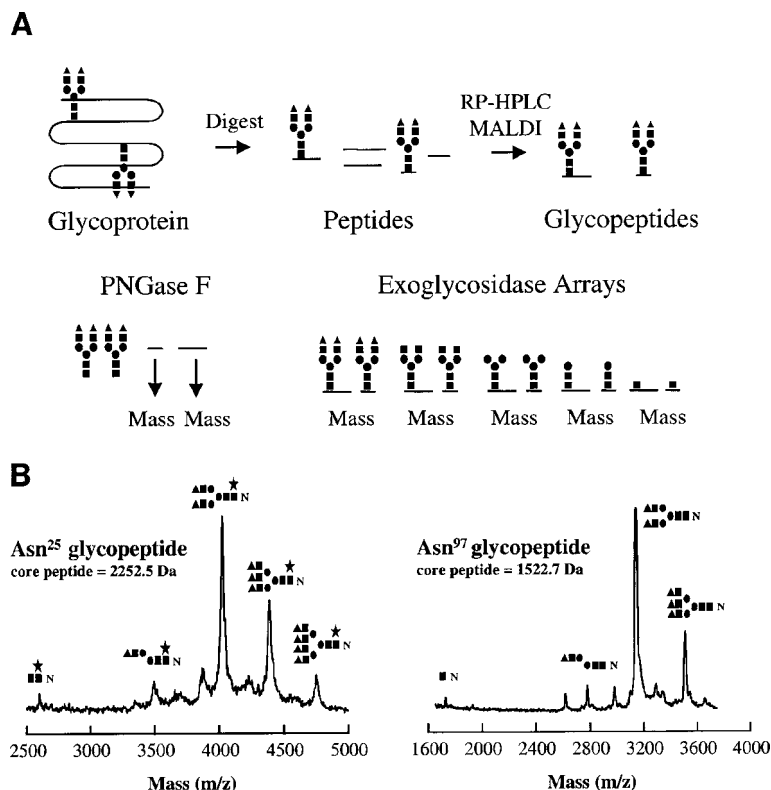 A
Digest
RP-HPLC
MALDI
Glycoprotein
Peptides
Glycopeptides
PNGase F
Exoglycosidase Arrays
Mass Mass
Mass Mass Mass Mass Mass
B
Asn25 glycopeptide
core peptide = 2252.5 Da
N
N
N
N
N
2500 3000 3500 4000 4500 5000
Mass (m/z)
Asn97 glycopeptide
core peptide = 1522.7 Da
N
N
N
N
1600 2000 2400 2800 3200 3600 4000
Mass (m/z)